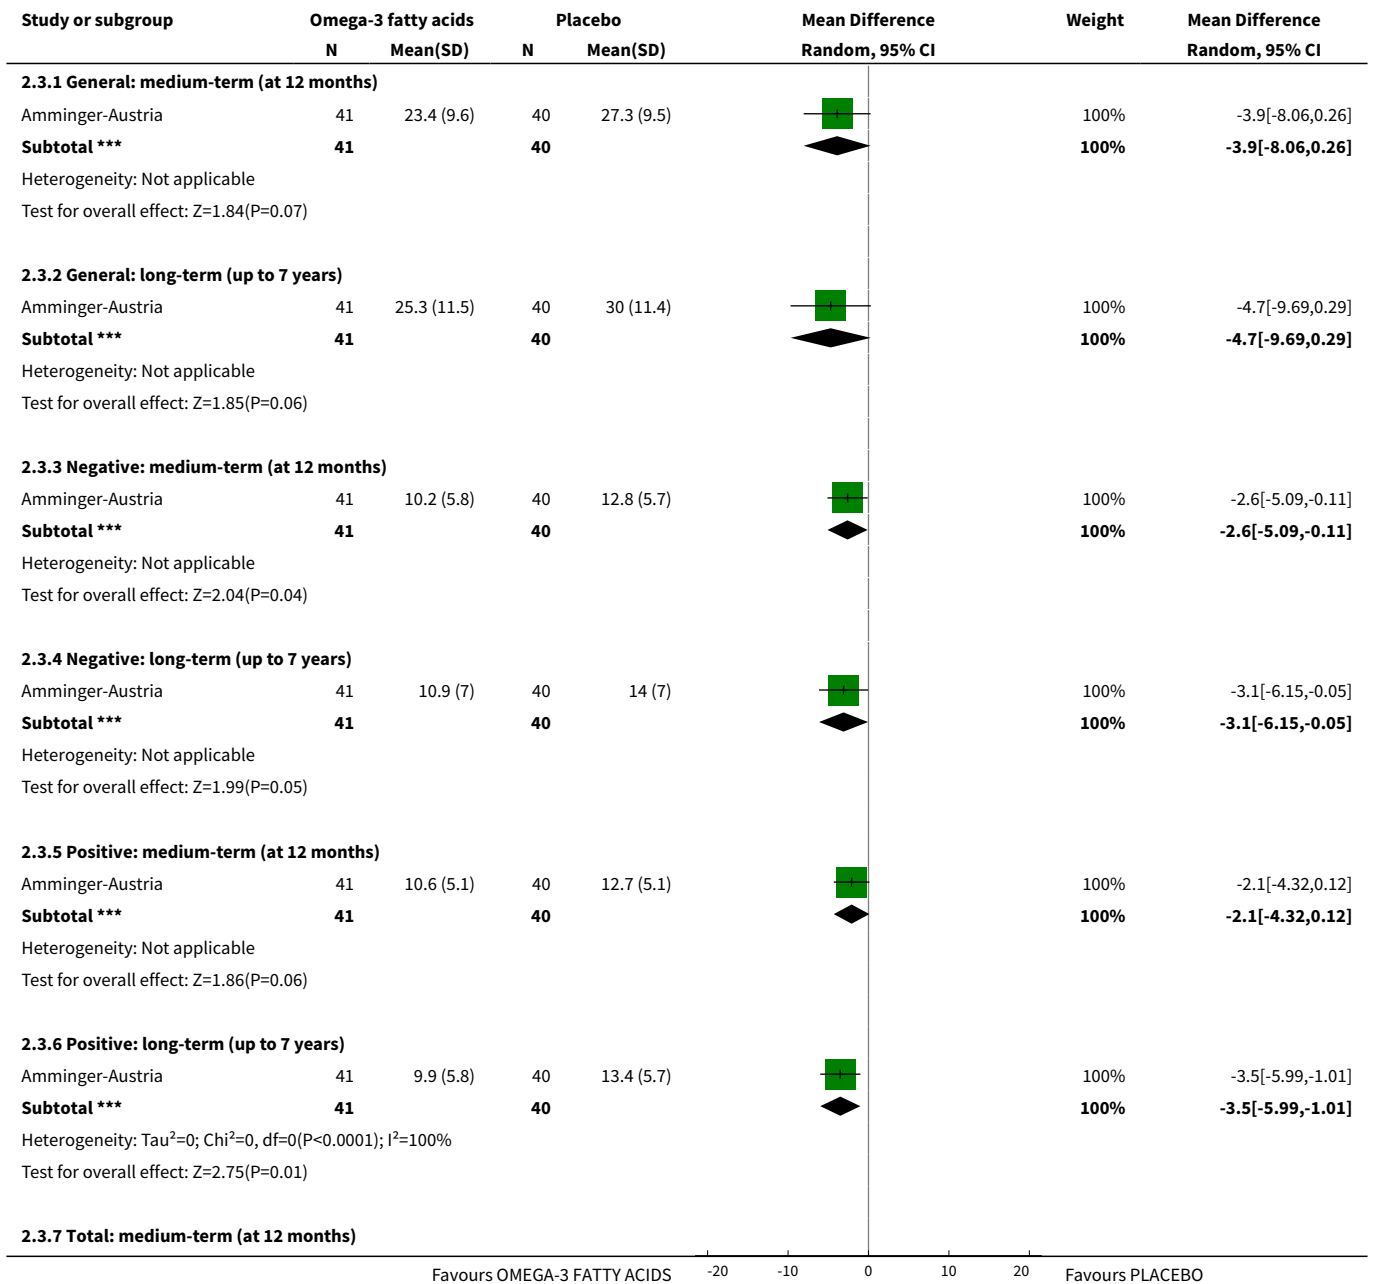 Study or subgroup Omega-3 fatty acids Placebo Mean Difference Weight Mean Difference
N Mean(SD) N Mean(SD) Random, 95% CI Random, 95% CI
2.3.1 General: medium-term (at 12 months)
Amminger-Austria 41 23.4 (9.6) 40 27.3 (9.5) 100% -3.9[-8.06,0.26]
Subtotal *** 41 40 100% -3.9[-8.06,0.26]
Heterogeneity: Not applicable
Test for overall effect: Z=1.84(P=0.07)
2.3.2 General: long-term (up to 7 years)
Amminger-Austria 41 25.3 (11.5) 40 30 (11.4) 100% -4.7[-9.69,0.29]
Subtotal *** 41 40 100% -4.7[-9.69,0.29]
Heterogeneity: Not applicable
Test for overall effect: Z=1.85(P=0.06)
2.3.3 Negative: medium-term (at 12 months)
Amminger-Austria 41 10.2 (5.8) 40 12.8 (5.7) 100% -2.6[-5.09,-0.11]
Subtotal *** 41 40 100% -2.6[-5.09,-0.11]
Heterogeneity: Not applicable
Test for overall effect: Z=2.04(P=0.04)
2.3.4 Negative: long-term (up to 7 years)
Amminger-Austria 41 10.9 (7) 40 14 (7) 100% -3.1[-6.15,-0.05]
Subtotal *** 41 40 100% -3.1[-6.15,-0.05]
Heterogeneity: Not applicable
Test for overall effect: Z=1.99(P=0.05)
2.3.5 Positive: medium-term (at 12 months)
Amminger-Austria 41 10.6 (5.1) 40 12.7 (5.1) 100% -2.1[-4.32,0.12]
Subtotal *** 41 40 100% -2.1[-4.32,0.12]
Heterogeneity: Not applicable
Test for overall effect: Z=1.86(P=0.06)
2.3.6 Positive: long-term (up to 7 years)
Amminger-Austria 41 9.9 (5.8) 40 13.4 (5.7) 100% -3.5[-5.99,-1.01]
Subtotal *** 41 40 100% -3.5[-5.99,-1.01]
Heterogeneity: Tau²=0; Chi²=0, df=0(P<0.0001); I²=100%
Test for overall effect: Z=2.75(P=0.01)
2.3.7 Total: medium-term (at 12 months)
Favours OMEGA-3 FATTY ACIDS -20 -10 0 10 20 Favours PLACEBO